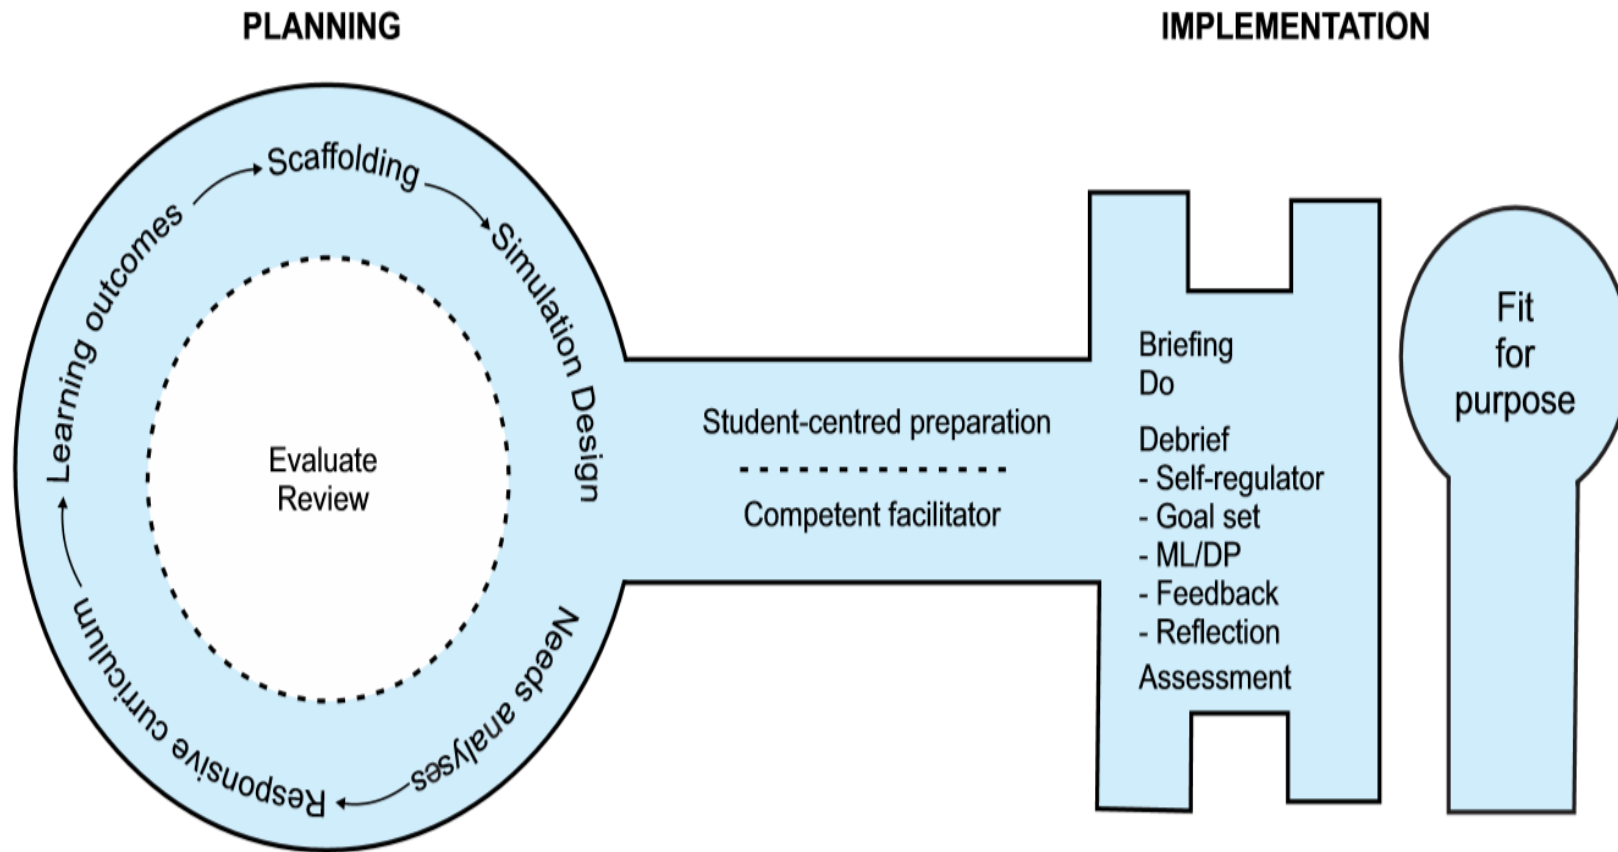 PLANNING
IMPLEMENTATION
Needs analyses
Responsive curriculum
Learning outcomes
Scaffolding
Simulation Design
Evaluate
Review
Student-centred preparation
Competent facilitator
Briefing
Do
Debrief
- Self-regulator
- Goal set
- ML/DP
- Feedback
- Reflection
Assessment
Fit
for
purpose